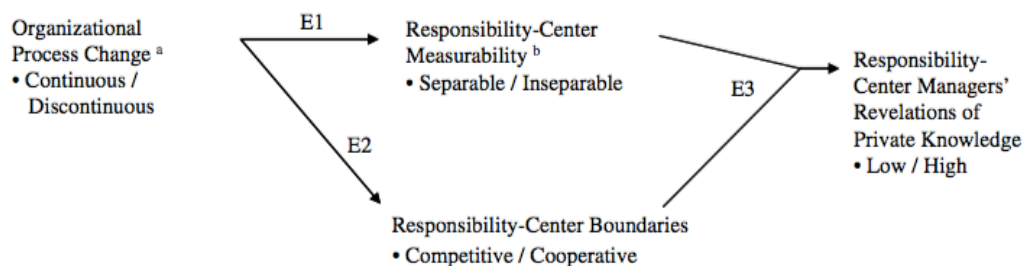 Organizational
Process Change a
• Continuous /
Discontinuous
E1
Responsibility-Center
Measurability b
• Separable / Inseparable
E2
Responsibility-Center Boundaries
• Competitive / Cooperative
E3
Responsibility-
Center Managers’
Revelations of
Private Knowledge
• Low / High